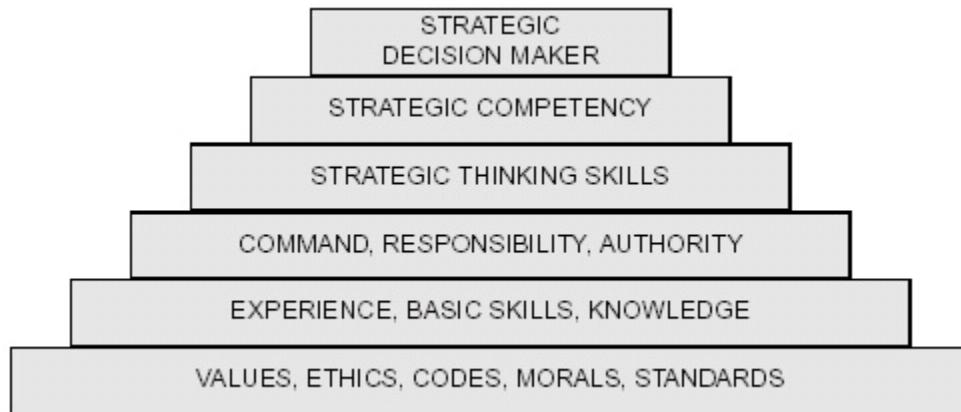 STRATEGIC
DECISION MAKER
STRATEGIC COMPETENCY
STRATEGIC THINKING SKILLS
COMMAND, RESPONSIBILITY, AUTHORITY
EXPERIENCE, BASIC SKILLS, KNOWLEDGE
VALUES, ETHICS, CODES, MORALS, STANDARDS